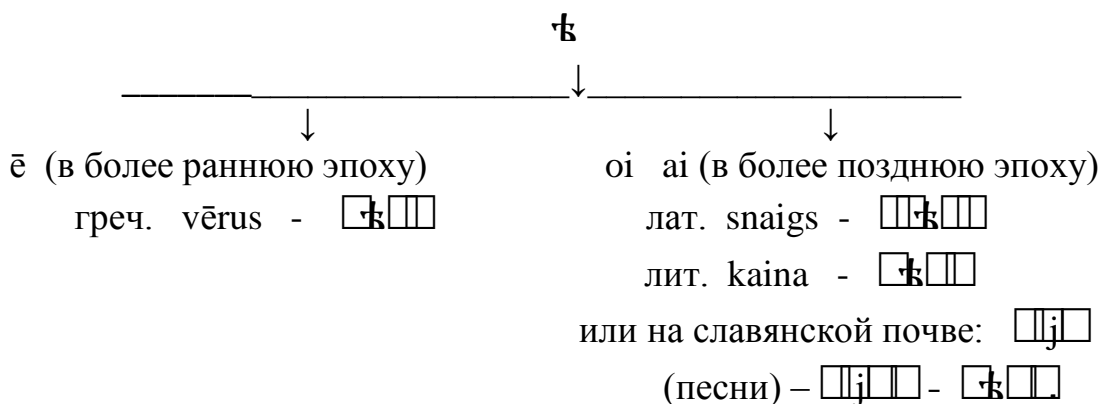 ѣ
ē (в более раннюю эпоху) oi ai (в более позднюю эпоху)
греч. vērus - лат. snaigs -
лит. kaina -
или на славянской почве:
(песни) – -